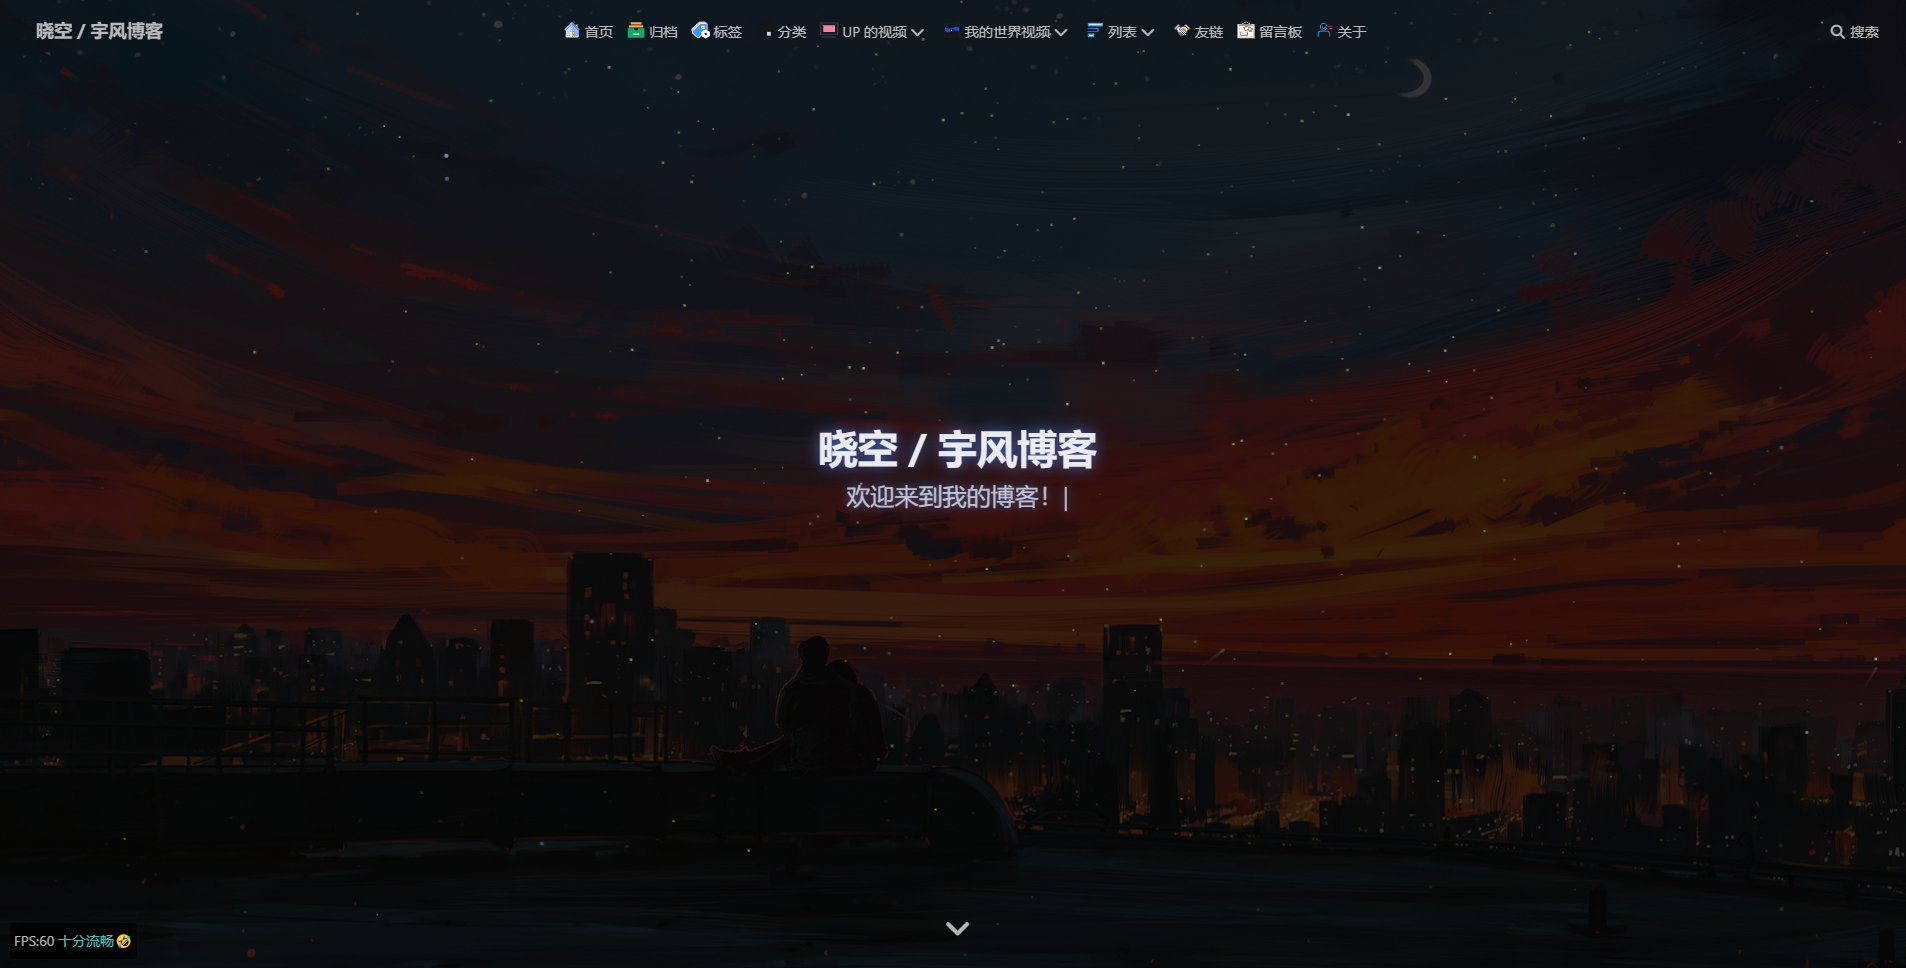 晓空 / 宇风博客 首页 归档 标签 分类 UP 的视频 我的世界视频 列表 友链 留言板 关于 搜索
晓空 / 宇风博客
欢迎来到我的博客！|
FPS:60 十分流畅🤣